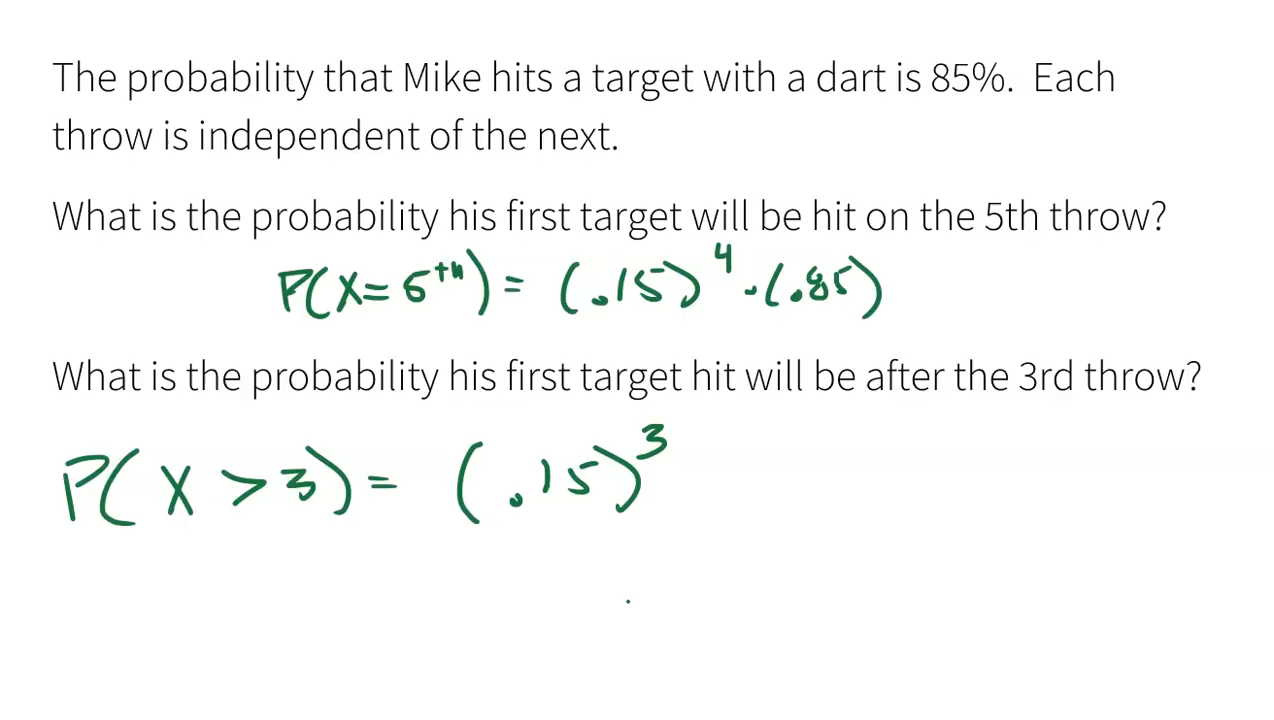 The probability that Mike hits a target with a dart is 85%. Each
throw is independent of the next.
What is the probability his first target will be hit on the 5th throw?
P(X=5th) = (.15)^4 · (.85)
What is the probability his first target hit will be after the 3rd throw?
P(X > 3) = (.15)^3